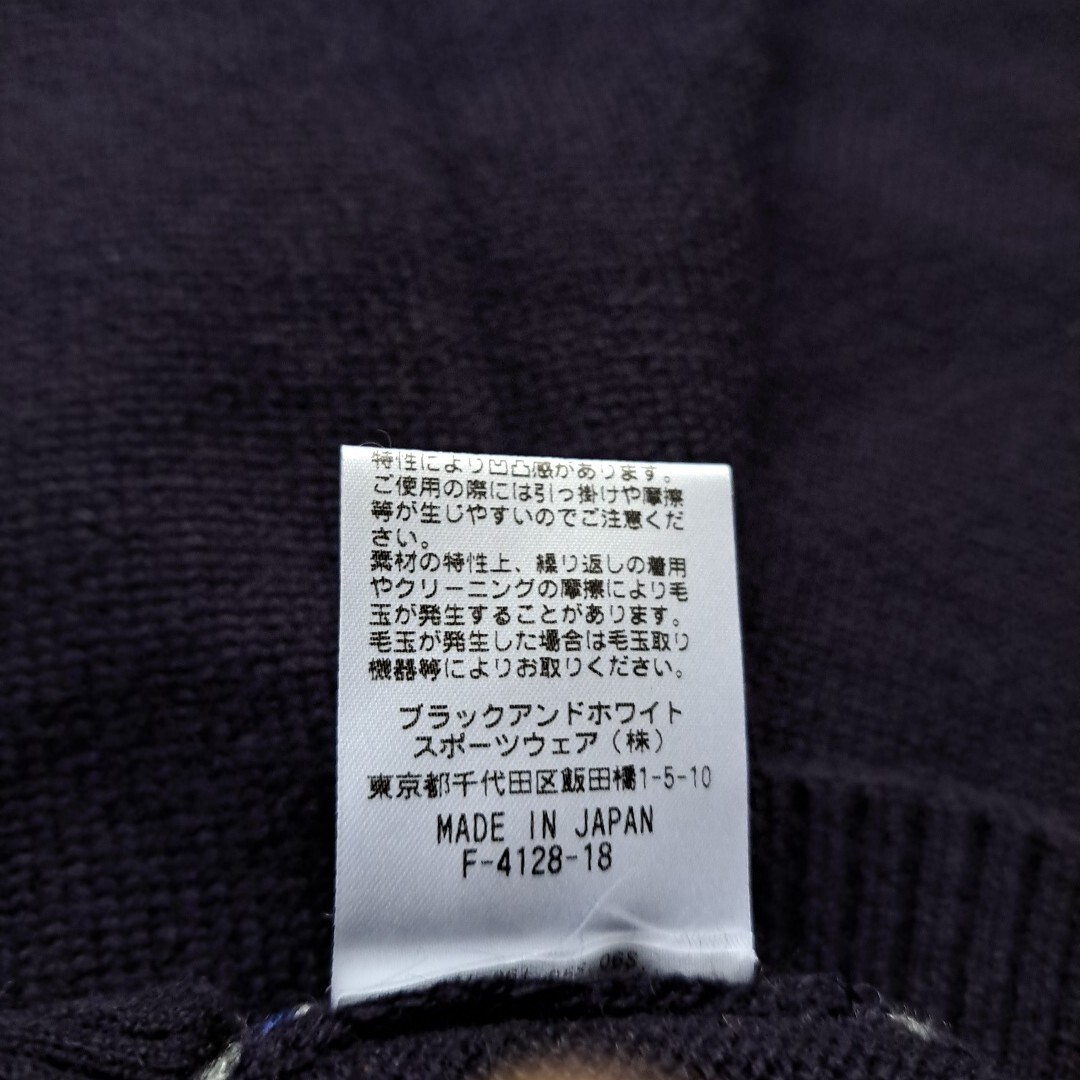 特性により凹凸感があります。
ご使用の際には引っ掛けや摩擦
等が生じやすいのでご注意くだ
さい。
素材の特性上、繰り返しの着用
やクリーニングの摩擦により毛
玉が発生することがあります。
毛玉が発生した場合は毛玉取り
機器等によりお取りください。
ブラックアンドホワイト
スポーツウェア（株）
東京都千代田区飯田橋1-5-10
MADE IN JAPAN
F-4128-18